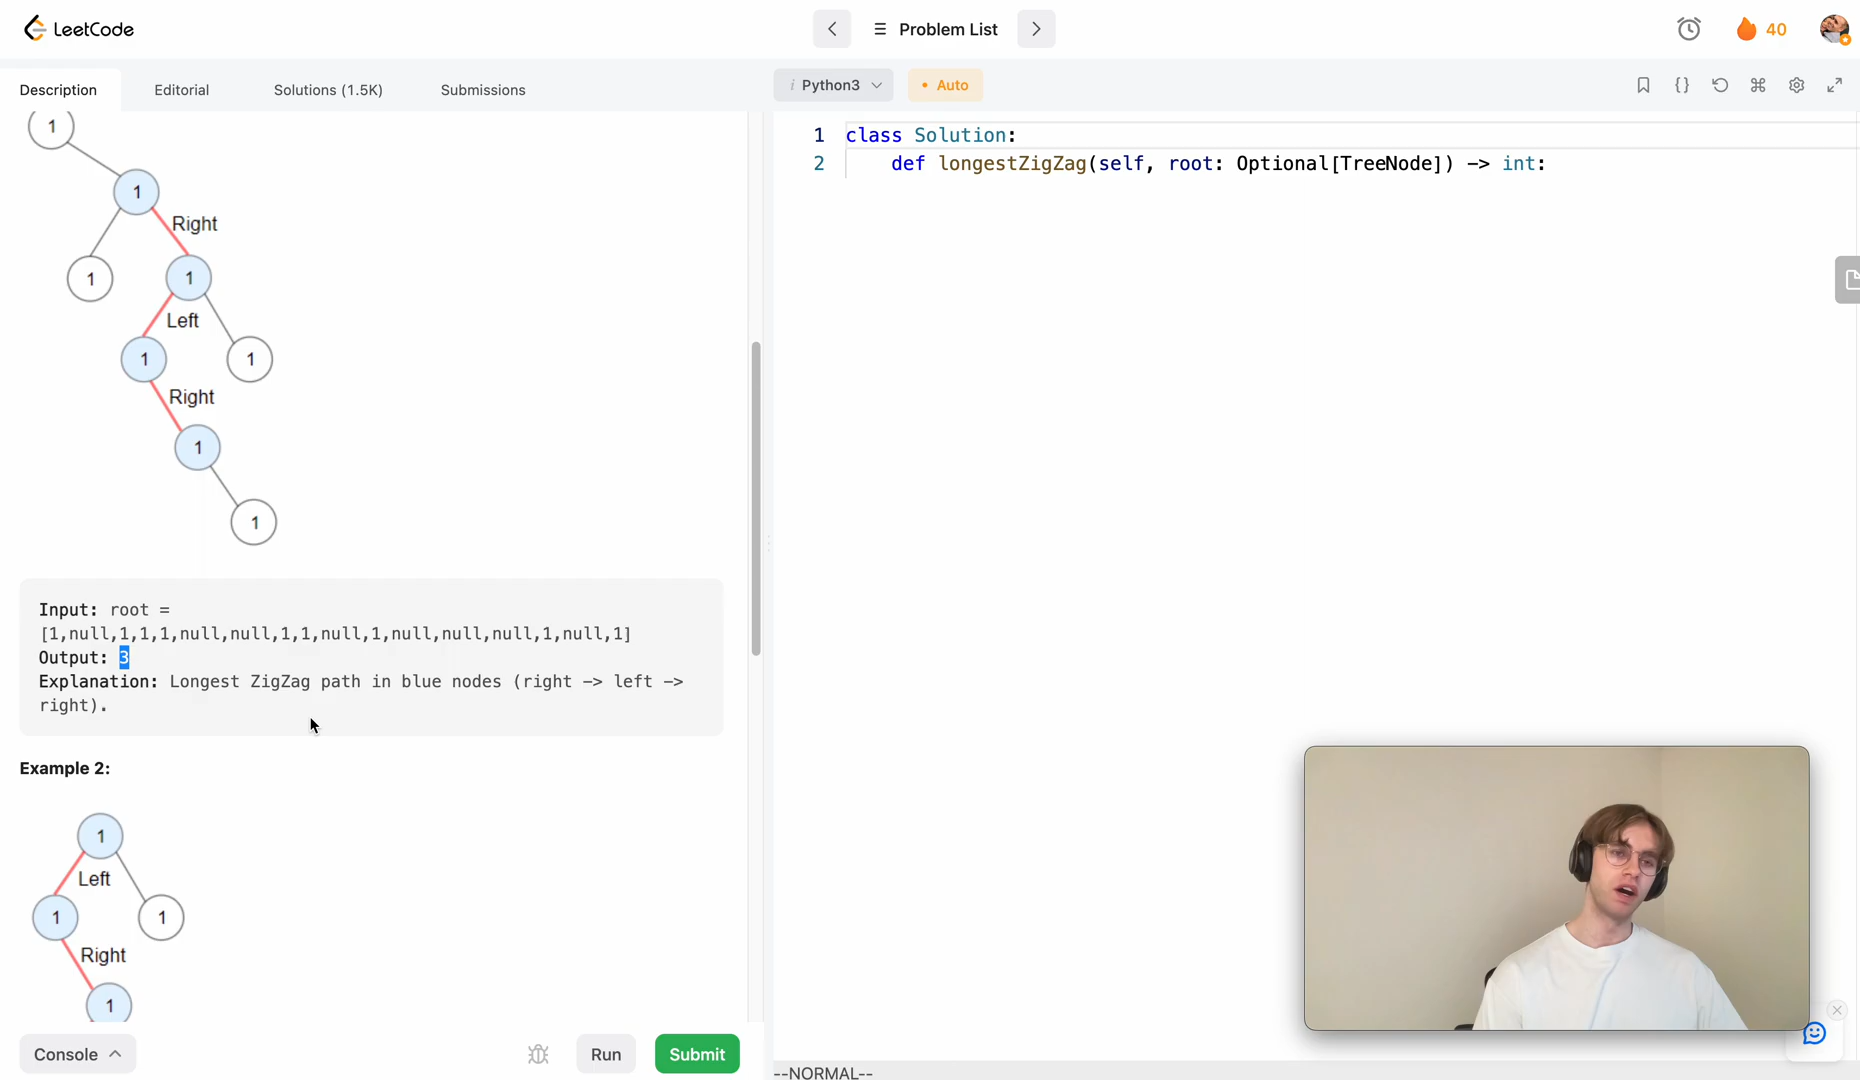 LeetCode
Problem List
40
Description
Editorial
Solutions (1.5K)
Submissions
i Python3
• Auto
1
1
Right
1
1
Left
1
1
Right
1
1
Input: root =
[1,null,1,1,1,null,null,1,1,null,1,null,null,null,1,null,1]
Output: 3
Explanation: Longest ZigZag path in blue nodes (right -> left ->
right).
Example 2:
1
Left
1
1
Right
1
Console
Run
Submit
1 class Solution:
2 def longestZigZag(self, root: Optional[TreeNode]) -> int:
--NORMAL--